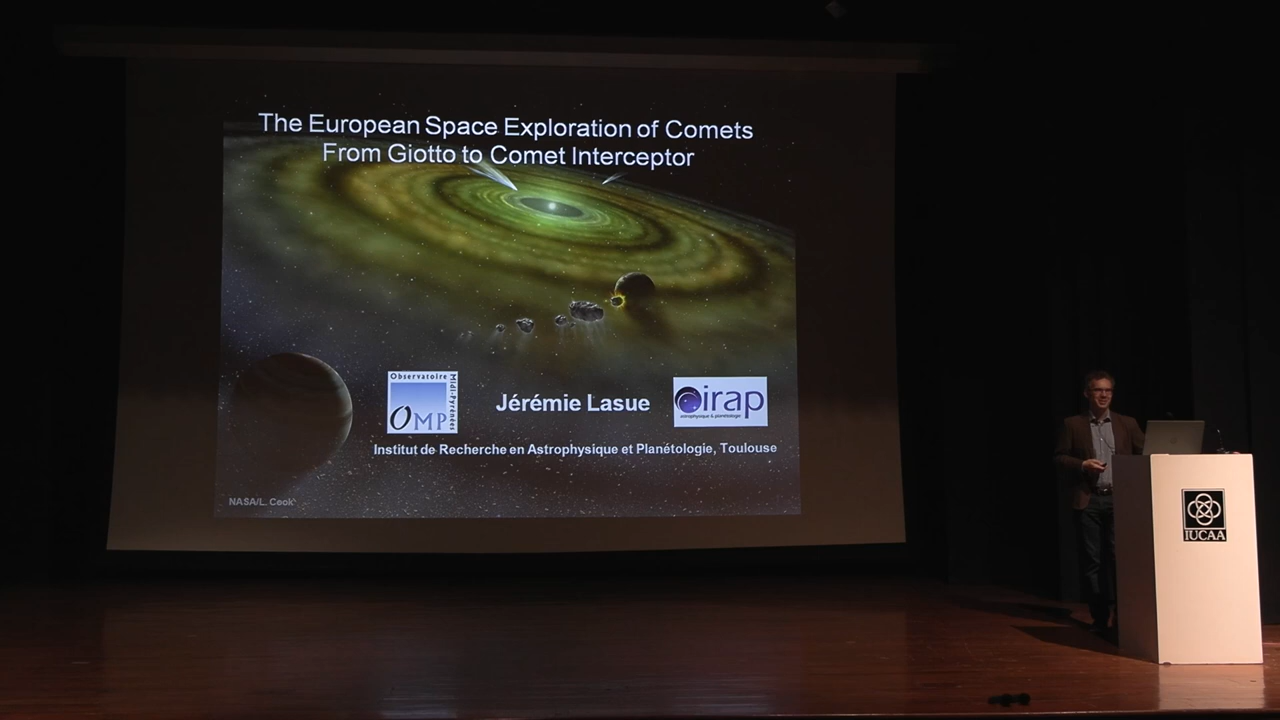 The European Space Exploration of Comets
From Giotto to Comet Interceptor
Observatoire
Midi-Pyrénées
OMP
Jérémie Lasue
irap
astrophysique & planétologie
Institut de Recherche en Astrophysique et Planétologie, Toulouse
NASA/L. Cook
IUCAA